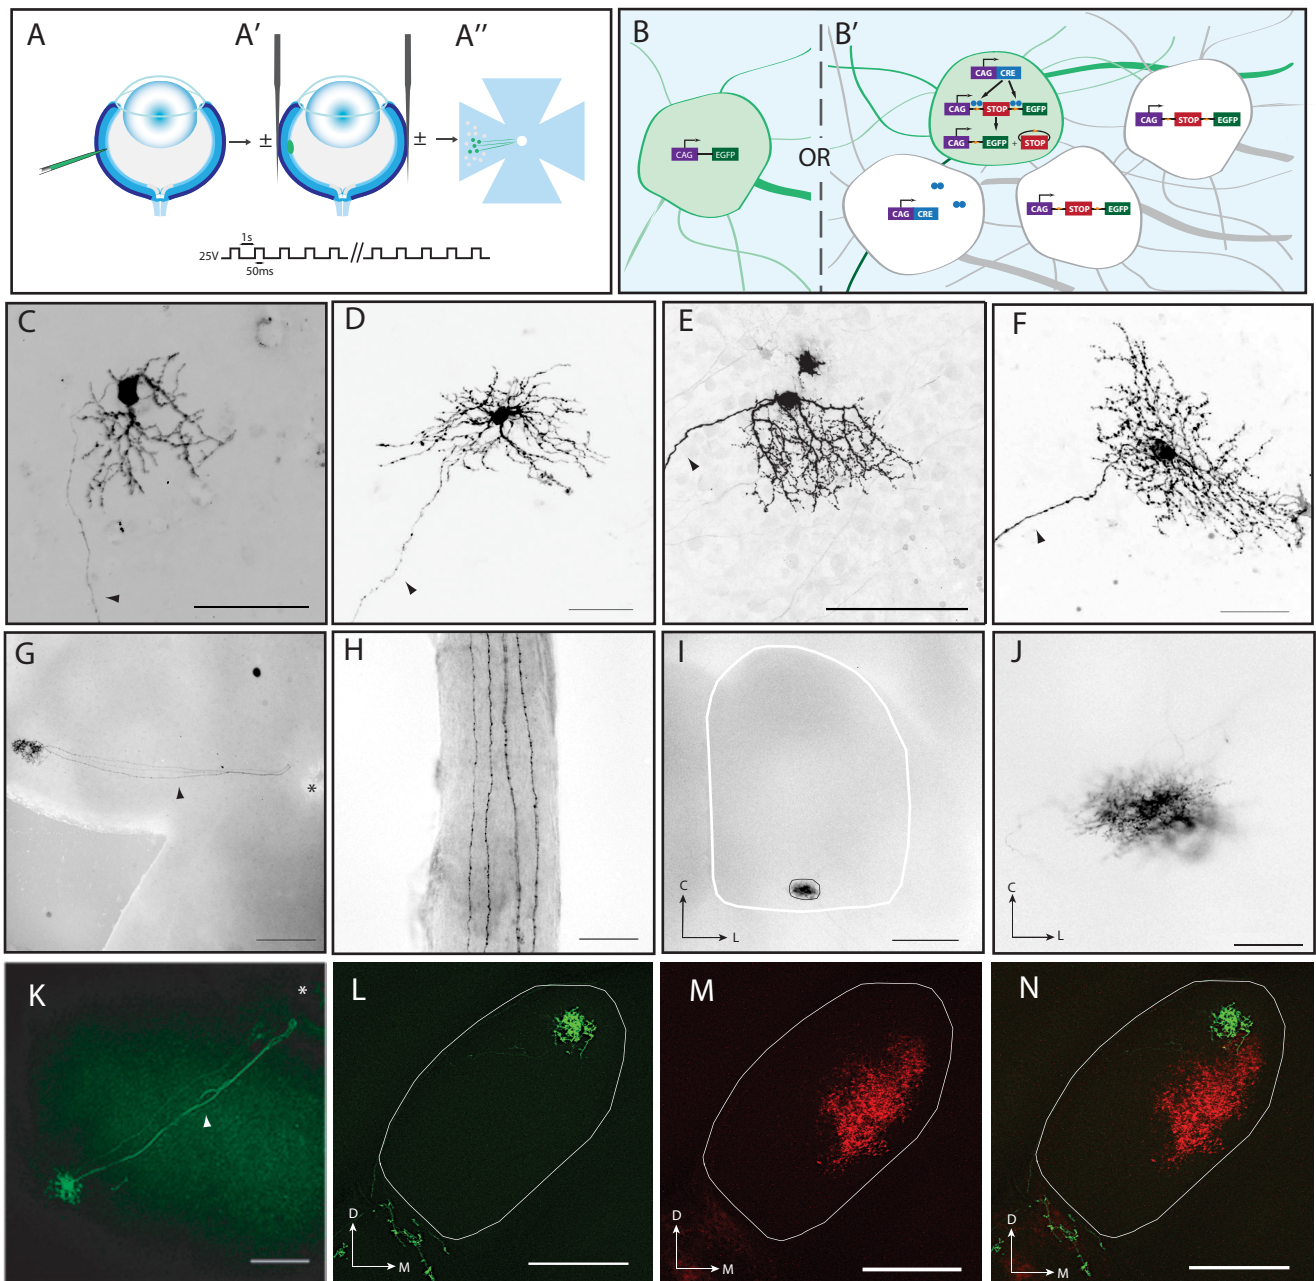 A
A′
A′′
±
±
1s
25V
50ms
B
OR
B′
CAG
EGFP
CAG
CRE
CAG
STOP
EGFP
CAG
EGFP
+
STOP
CAG
STOP
EGFP
CAG
CRE
CAG
STOP
EGFP
C
D
E
F
G
*
H
I
C
L
J
C
L
K
*
L
D
M
M
D
M
N
D
M